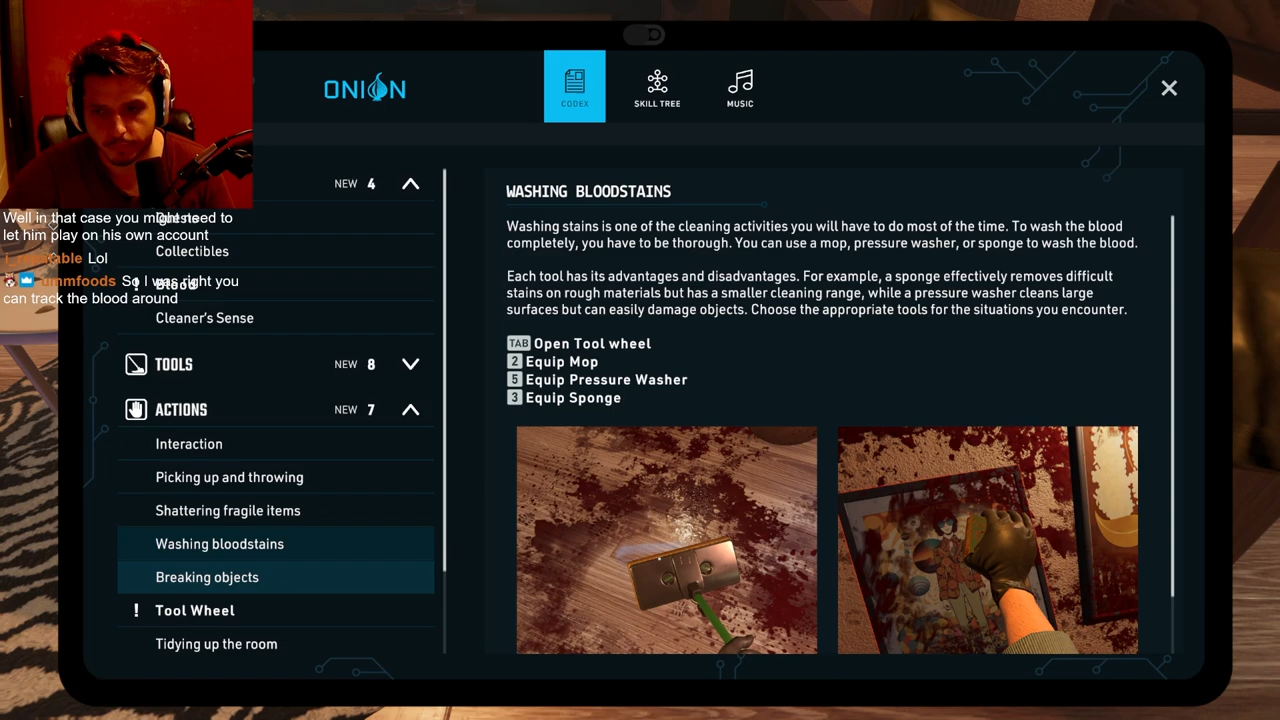 ONION
CODEX
SKILL TREE
MUSIC
NEW 4
Collectibles
Blood
Cleaner's Sense
TOOLS NEW 8
ACTIONS NEW 7
Interaction
Picking up and throwing
Shattering fragile items
Washing bloodstains
Breaking objects
! Tool Wheel
Tidying up the room
Well in that case you might need to
let him play on his own account
Lol
ummfoods So I was right you
can track the blood around
WASHING BLOODSTAINS
Washing stains is one of the cleaning activities you will have to do most of the time. To wash the blood
completely, you have to be thorough. You can use a mop, pressure washer, or sponge to wash the blood.
Each tool has its advantages and disadvantages. For example, a sponge effectively removes difficult
stains on rough materials but has a smaller cleaning range, while a pressure washer cleans large
surfaces but can easily damage objects. Choose the appropriate tools for the situations you encounter.
TAB Open Tool wheel
2 Equip Mop
5 Equip Pressure Washer
3 Equip Sponge